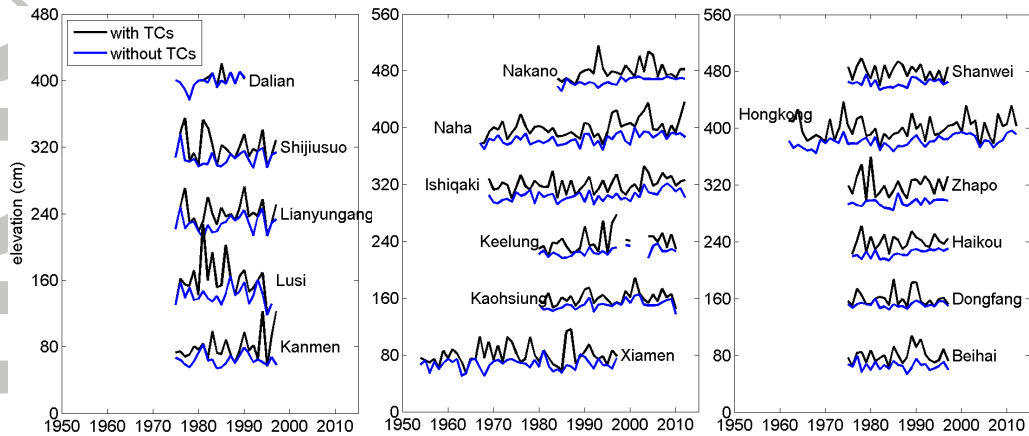 480
400
320
240
160
80
0
elevation (cm)
with TCs
without TCs
Dalian
Shijiusuo
Lianyungang
Lusi
Kanmen
1950 1960 1970 1980 1990 2000 2010
560
480
400
320
240
160
80
0
Nakano
Naha
Ishiqaki
Keelung
Kaohsiung
Xiamen
1950 1960 1970 1980 1990 2000 2010
560
480
400
320
240
160
80
0
Shanwei
Hongkong
Zhapo
Haikou
Dongfang
Beihai
1950 1960 1970 1980 1990 2000 2010